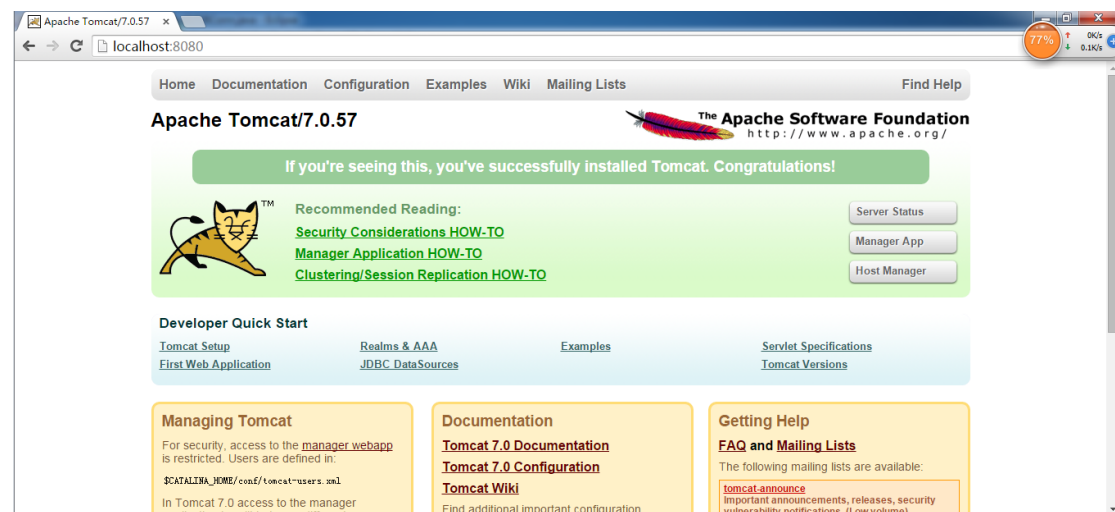 Apache Tomcat/7.0.57
localhost:8080
77%
0K/s
0.1K/s
Home Documentation Configuration Examples Wiki Mailing Lists Find Help
Apache Tomcat/7.0.57
The Apache Software Foundation
http://www.apache.org/
If you're seeing this, you've successfully installed Tomcat. Congratulations!
TM
Recommended Reading:
Security Considerations HOW-TO
Manager Application HOW-TO
Clustering/Session Replication HOW-TO
Server Status
Manager App
Host Manager
Developer Quick Start
Tomcat Setup
First Web Application
Realms & AAA
JDBC DataSources
Examples
Servlet Specifications
Tomcat Versions
Managing Tomcat
For security, access to the manager webapp
is restricted. Users are defined in:
$CATALINA_HOME/conf/tomcat-users.xml
In Tomcat 7.0 access to the manager
Documentation
Tomcat 7.0 Documentation
Tomcat 7.0 Configuration
Tomcat Wiki
Find additional important configuration
Getting Help
FAQ and Mailing Lists
The following mailing lists are available:
tomcat-announce
Important announcements, releases, security
vulnerability notifications. (Low volume).